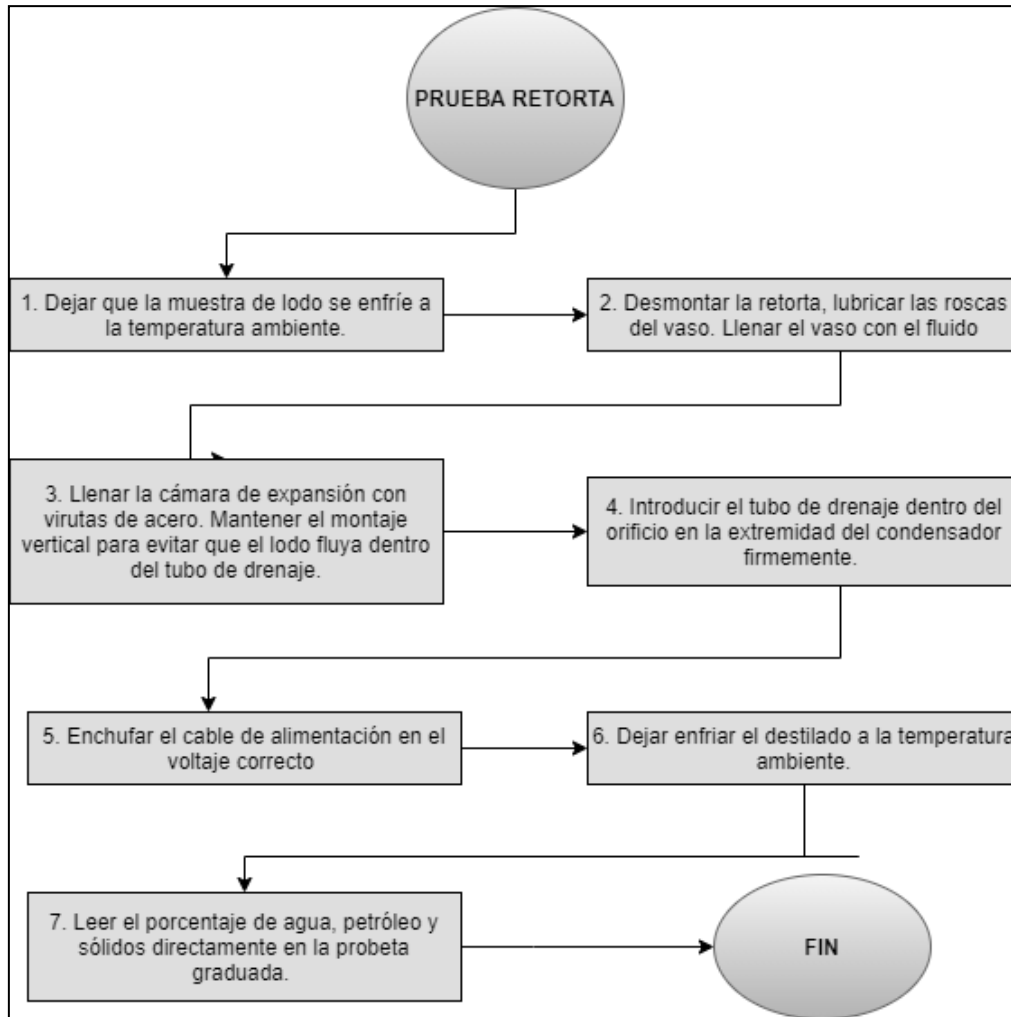 PRUEBA RETORTA
1. Dejar que la muestra de lodo se enfríe a
la temperatura ambiente.
2. Desmontar la retorta, lubricar las roscas
del vaso. Llenar el vaso con el fluido
3. Llenar la cámara de expansión con
virutas de acero. Mantener el montaje
vertical para evitar que el lodo fluya dentro
del tubo de drenaje.
4. Introducir el tubo de drenaje dentro del
orificio en la extremidad del condensador
firmemente.
5. Enchufar el cable de alimentación en el
voltaje correcto
6. Dejar enfriar el destilado a la temperatura
ambiente.
7. Leer el porcentaje de agua, petróleo y
sólidos directamente en la probeta
graduada.
FIN